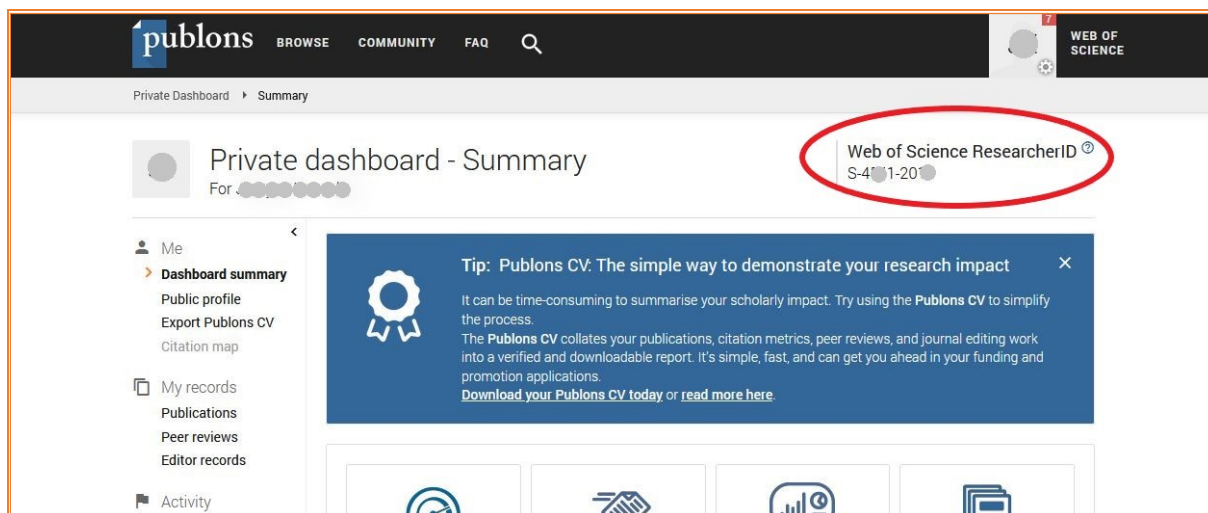 publons BROWSE COMMUNITY FAQ
7
WEB OF
SCIENCE
Private Dashboard Summary
Private dashboard - Summary
For
Web of Science ResearcherID ?
Me
Dashboard summary
Public profile
Export Publons CV
Citation map
My records
Publications
Peer reviews
Editor records
Activity
Tip: Publons CV: The simple way to demonstrate your research impact
It can be time-consuming to summarise your scholarly impact. Try using the Publons CV to simplify
the process.
The Publons CV collates your publications, citation metrics, peer reviews, and journal editing work
into a verified and downloadable report. It's simple, fast, and can get you ahead in your funding and
promotion applications.
Download your Publons CV today or read more here.